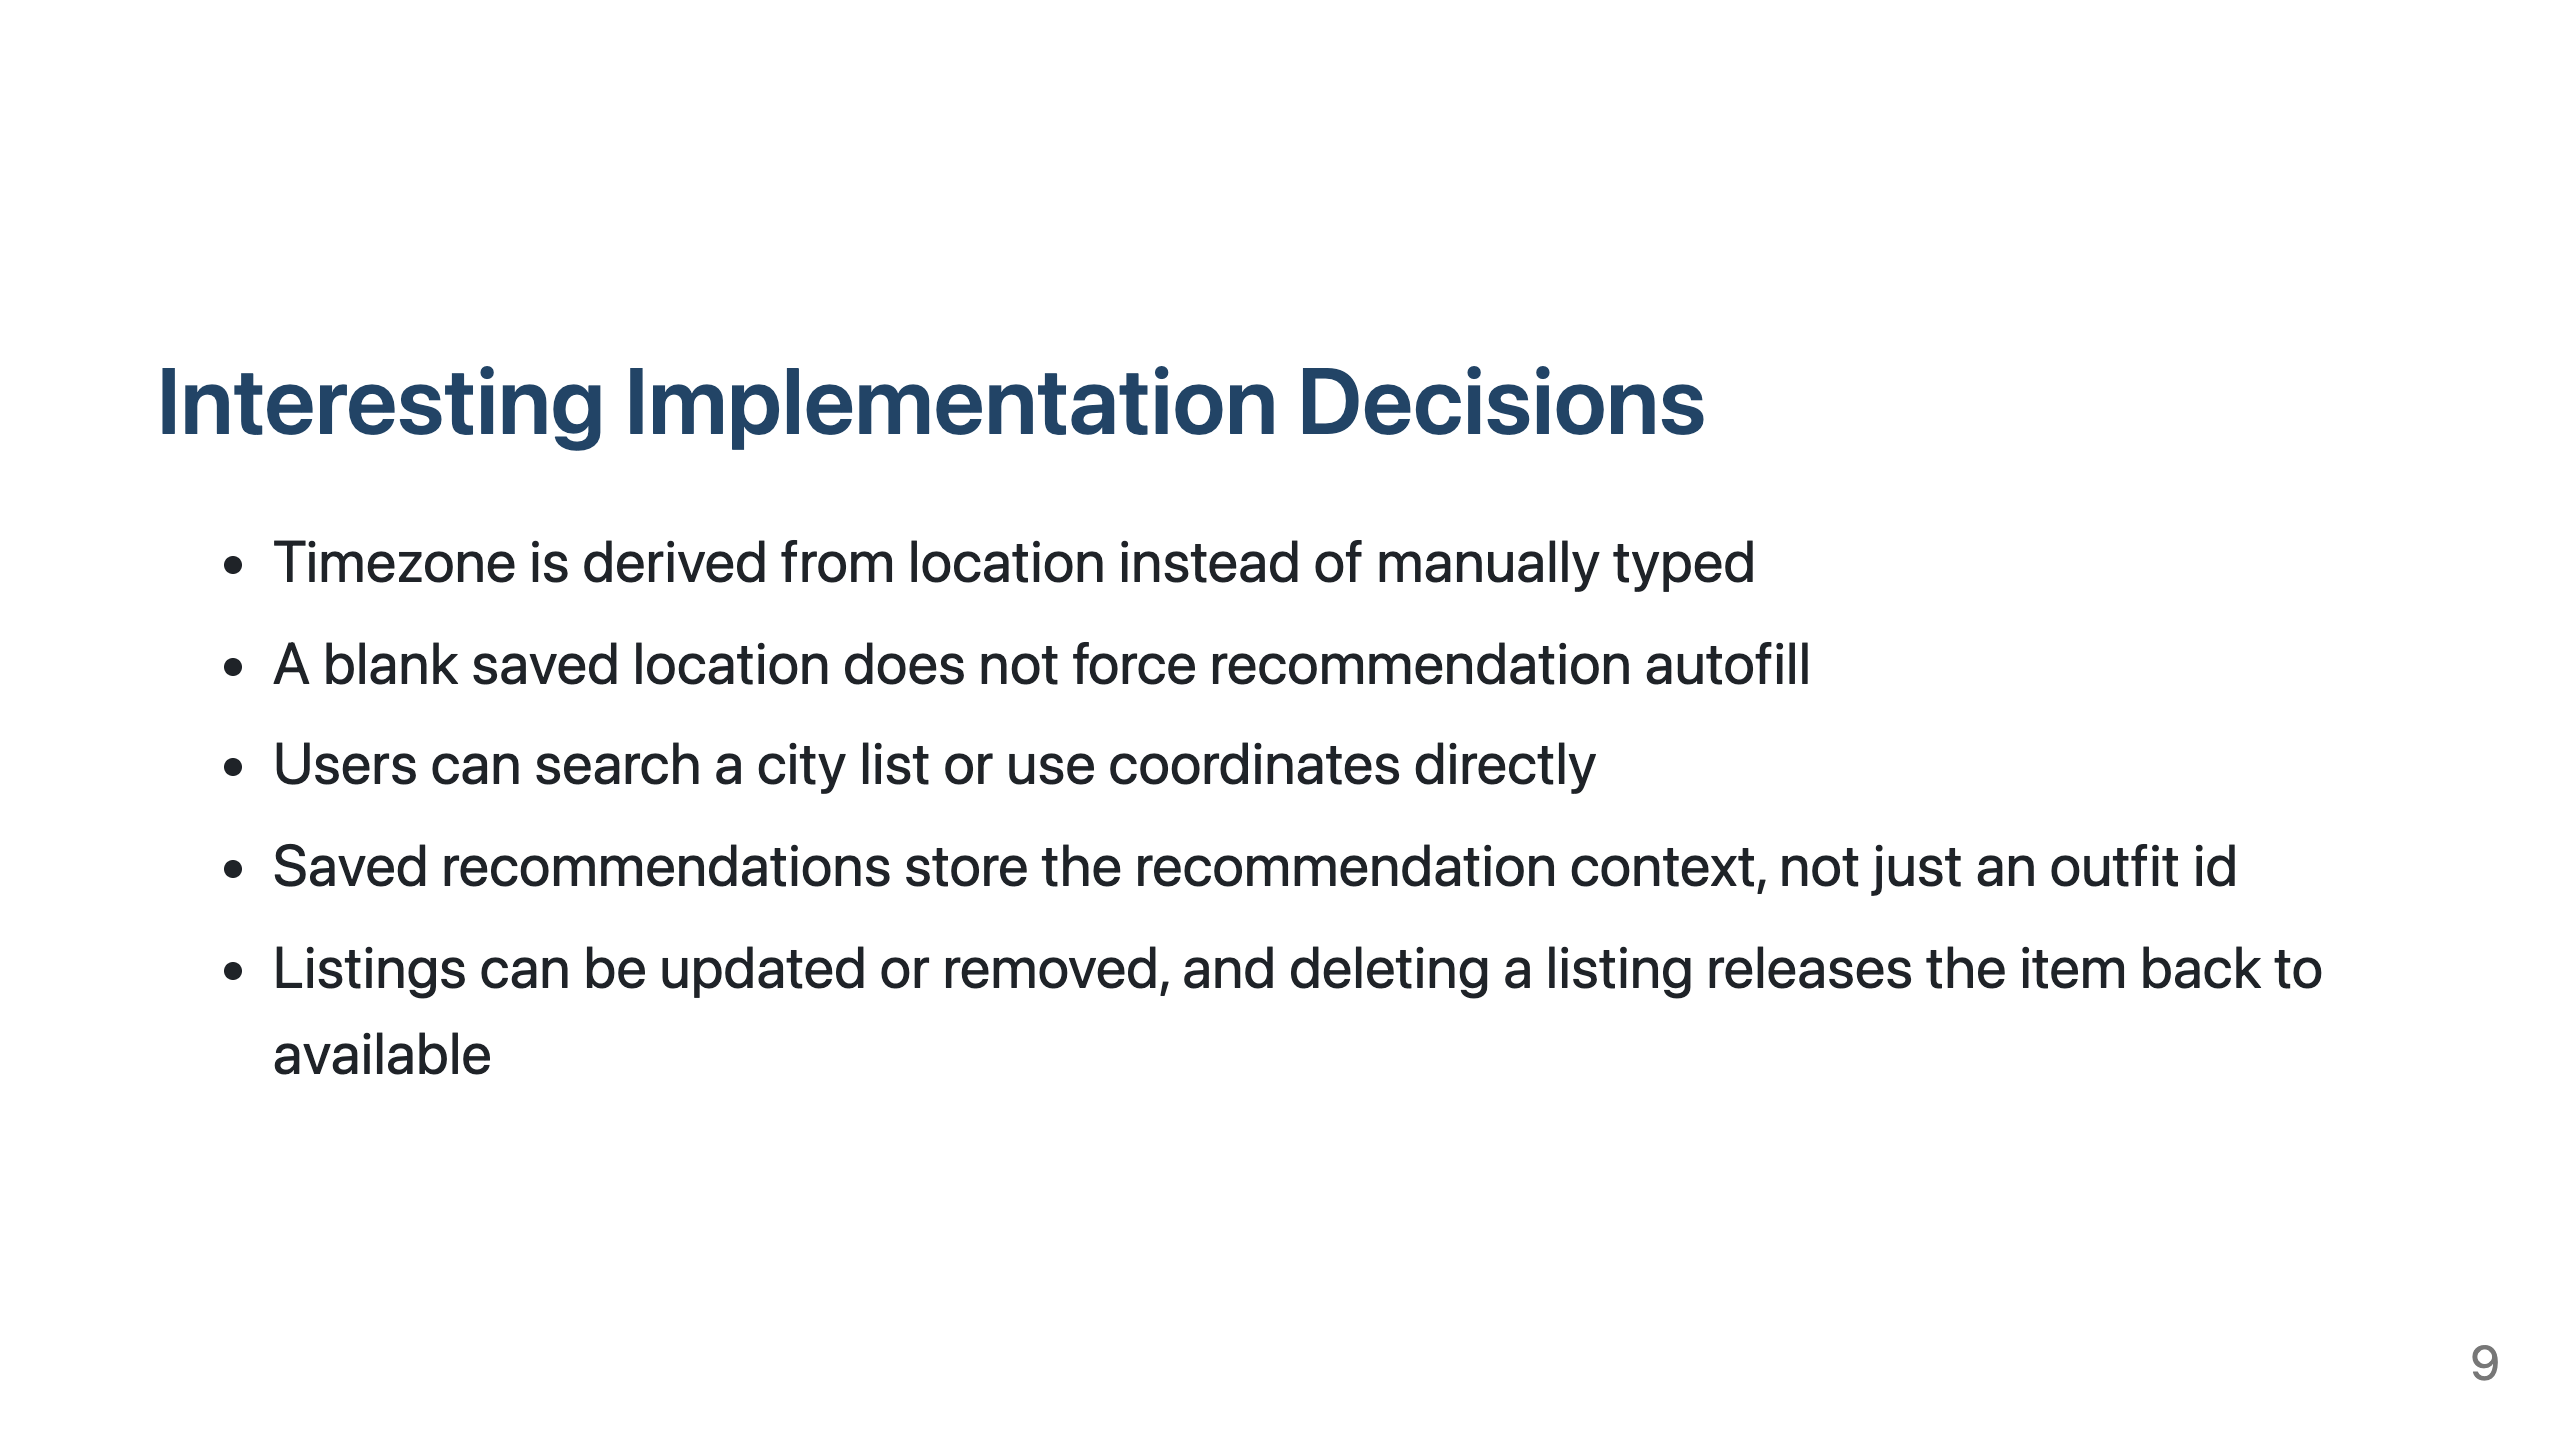 Interesting Implementation Decisions
• Timezone is derived from location instead of manually typed
• A blank saved location does not force recommendation autofill
• Users can search a city list or use coordinates directly
• Saved recommendations store the recommendation context, not just an outfit id
• Listings can be updated or removed, and deleting a listing releases the item back to
available
9